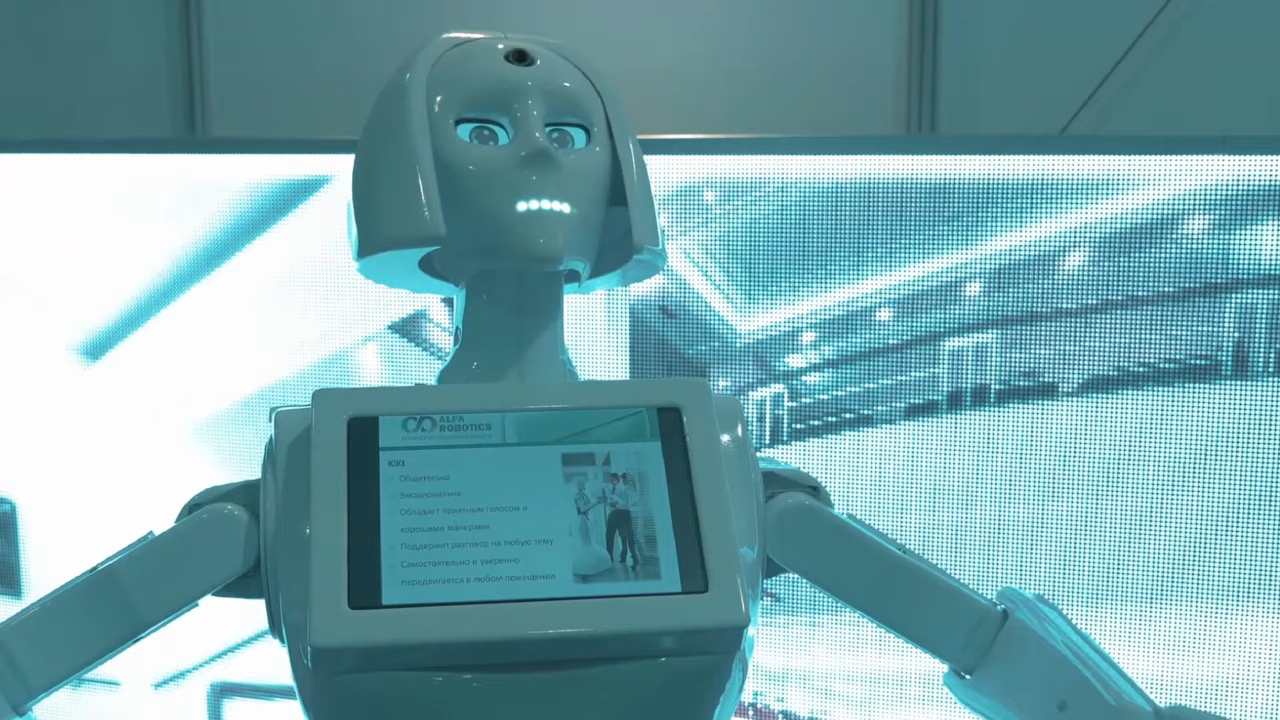 ALFA
ROBOTICS
KIKI
Общительна
Эмоциональна
Обладает приятным голосом и
хорошими манерами
Поддержит разговор на любую тему
Самостоятельно и уверенно
передвигается в любом помещении